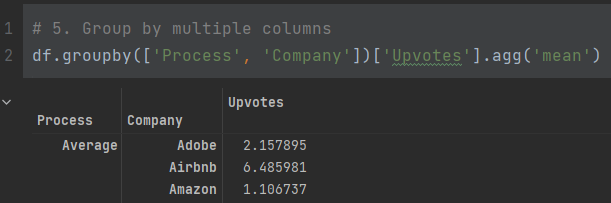 1 # 5. Group by multiple columns
2 df.groupby(['Process', 'Company'])['Upvotes'].agg('mean')
Upvotes
Process Company
Average Adobe 2.157895
Airbnb 6.485981
Amazon 1.106737